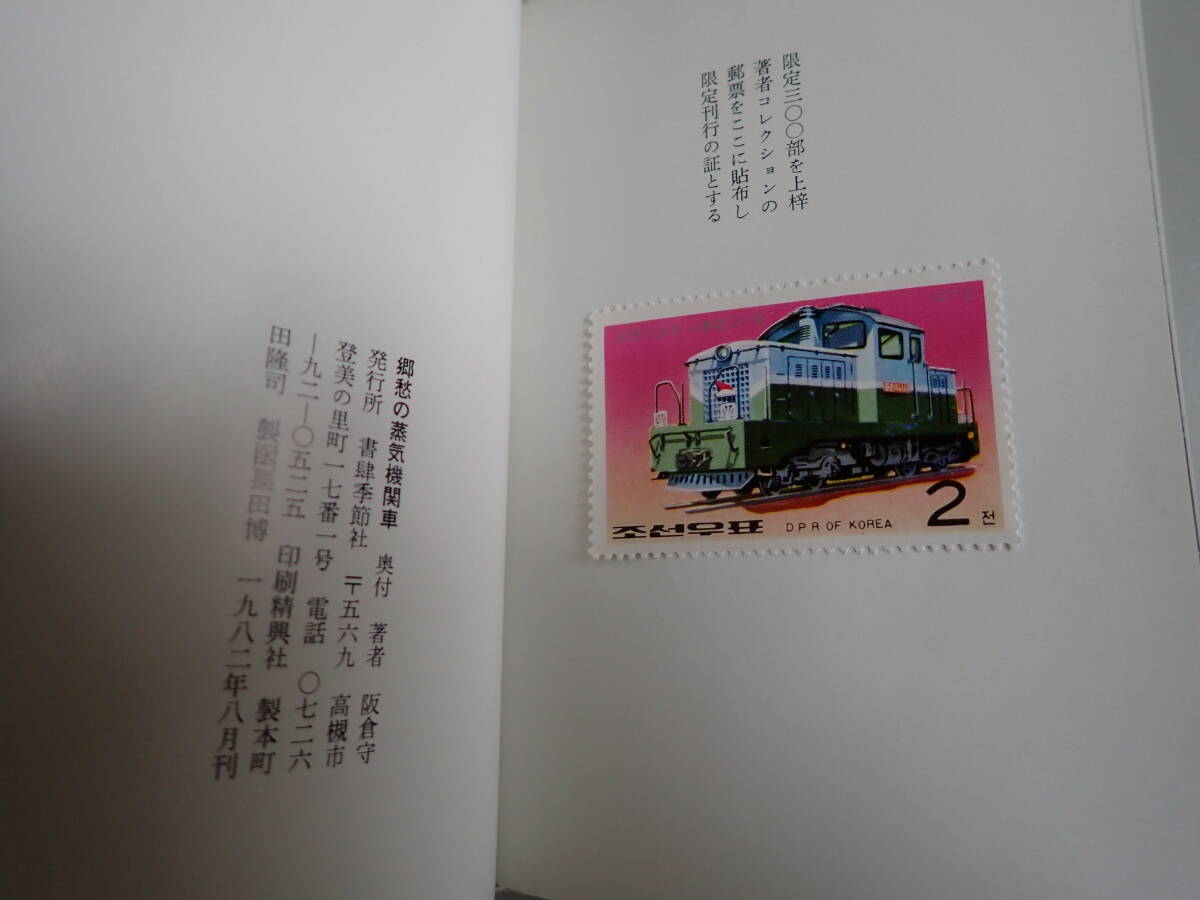 限定三〇〇部を上梓
著者コレクションの
郵票をここに貼布し
限定刊行の証とする
조선우표
DPR OF KOREA
2 전
郷愁の蒸気機関車 奥付 著者 阪倉守
発行所 書肆季節社 〒五六九 高槻市
登美の里町一七番一号 電話 〇七二六
―九二―〇五二五 印刷精興社 製本町
田隆司 製函墨田博 一九八二年八月刊